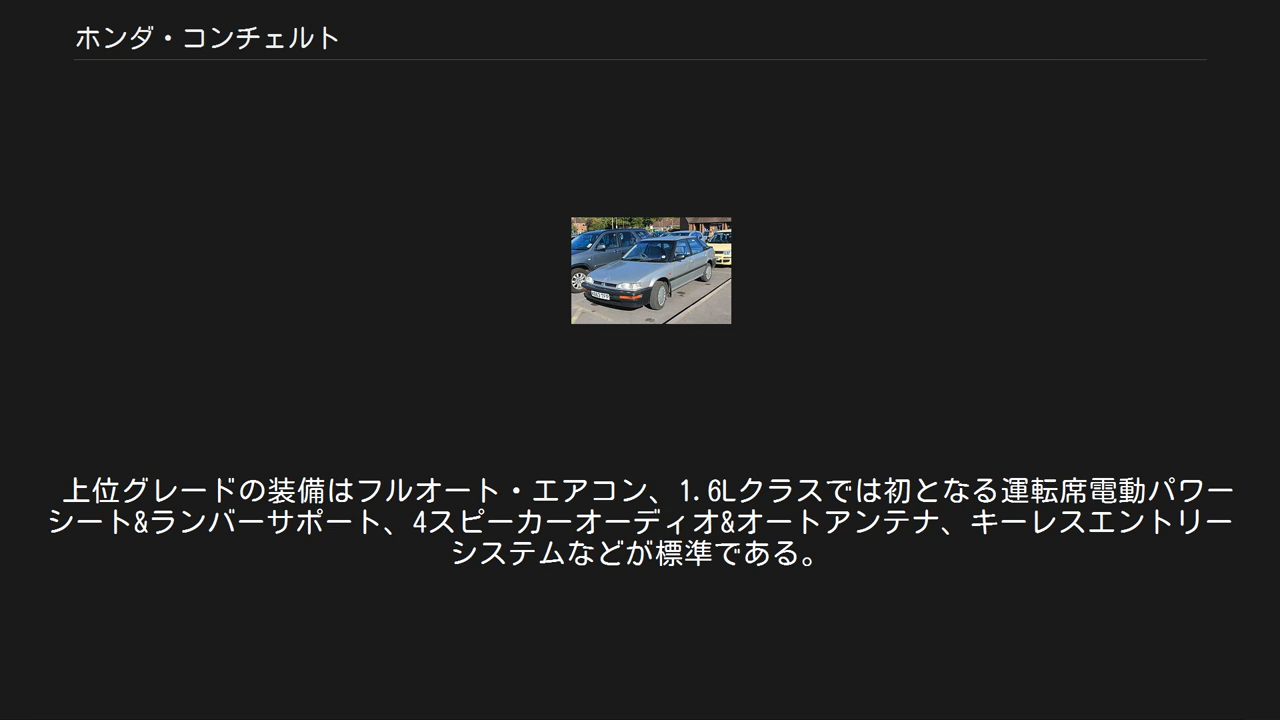 ホンダ・コンチェルト
上位グレードの装備はフルオート・エアコン、1.6Lクラスでは初となる運転席電動パワー
シート&ランバーサポート、4スピーカーオーディオ&オートアンテナ、キーレスエントリー
システムなどが標準である。